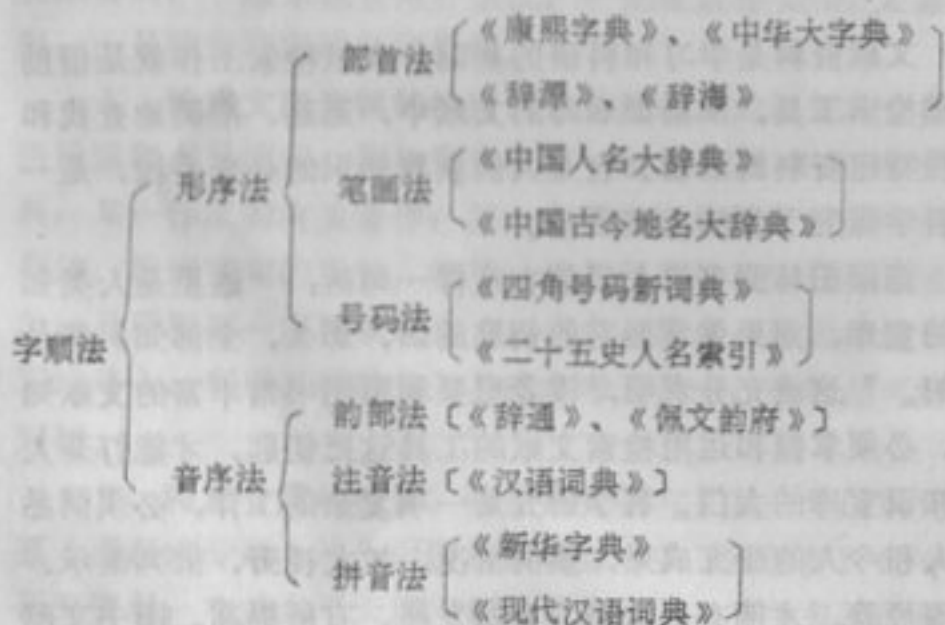 部首法〔《康熙字典》、《中华大字典》
《辞源》、《辞海》〕
形序法
笔画法〔《中国人名大辞典》
《中国古今地名大辞典》〕
号码法〔《四角号码新词典》
《二十五史人名索引》〕
字顺法
韵部法〔《辞通》、《佩文韵府》〕
音序法
注音法〔《汉语词典》〕
拼音法〔《新华字典》
《现代汉语词典》〕